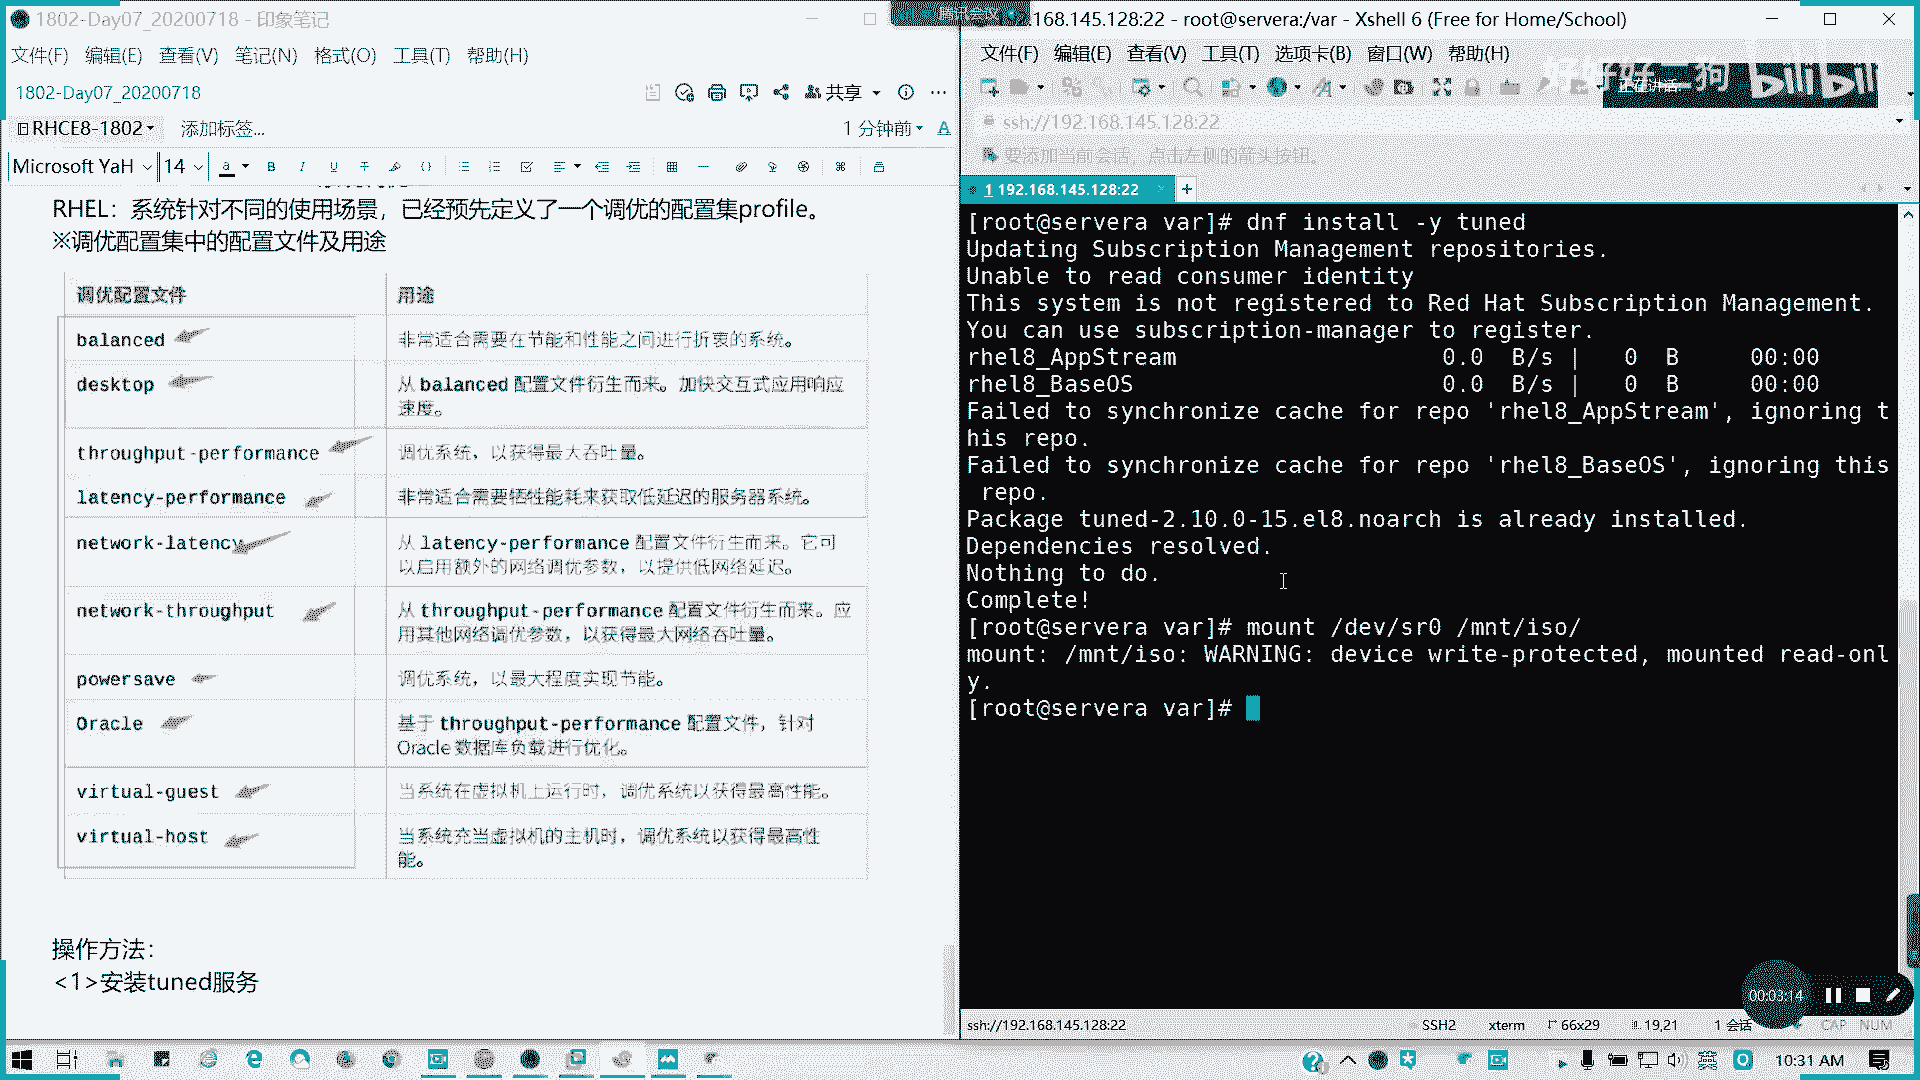 1802-Day07_20200718 - 印象笔记
文件(F) 编辑(E) 查看(V) 笔记(N) 格式(O) 工具(T) 帮助(H)
1802-Day07_20200718
共享
RHCE8-1802
添加标签...
1 分钟前
Microsoft YaH
14
RHEL：系统针对不同的使用场景，已经预先定义了一个调优的配置集profile。
※调优配置集中的配置文件及用途
调优配置文件 用途
balanced 非常适合需要在节能和性能之间进行折衷的系统。
desktop 从 balanced 配置文件衍生而来。加快交互式应用响应
速度。
throughput-performance 调优系统，以获得最大吞吐量。
latency-performance 非常适合需要牺牲能耗来获取低延迟的服务器系统。
network-latency 从 latency-performance 配置文件衍生而来。它可
以启用额外的网络调优参数，以提供低网络延迟。
network-throughput 从 throughput-performance 配置文件衍生而来。应
用其他网络调优参数，以获得最大网络吞吐量。
powersave 调优系统，以最大程度实现节能。
Oracle 基于 throughput-performance 配置文件，针对
Oracle 数据库负载进行优化。
virtual-guest 当系统在虚拟机上运行时，调优系统以获得最高性能。
virtual-host 当系统充当虚拟机的主机时，调优系统以获得最高性
能。
操作方法：
<1>安装tuned服务
腾讯会议
192.168.145.128:22 - root@servera:/var - Xshell 6 (Free for Home/School)
文件(F) 编辑(E) 查看(V) 工具(T) 选项卡(B) 窗口(W) 帮助(H)
bilibili
ssh://192.168.145.128:22
要添加当前会话，点击左侧的箭头按钮。
1 192.168.145.128:22
[root@servera var]# dnf install -y tuned
Updating Subscription Management repositories.
Unable to read consumer identity
This system is not registered to Red Hat Subscription Management.
You can use subscription-manager to register.
rhel8_AppStream 0.0 B/s | 0 B 00:00
rhel8_BaseOS 0.0 B/s | 0 B 00:00
Failed to synchronize cache for repo 'rhel8_AppStream', ignoring t
his repo.
Failed to synchronize cache for repo 'rhel8_BaseOS', ignoring this
 repo.
Package tuned-2.10.0-15.el8.noarch is already installed.
Dependencies resolved.
Nothing to do.
Complete!
[root@servera var]# mount /dev/sr0 /mnt/iso/
mount: /mnt/iso: WARNING: device write-protected, mounted read-onl
y.
[root@servera var]#
00:03:14
ssh://192.168.145.128:22
SSH2 xterm 66x29 19,21 1 会话 CAP NUM
英
10:31 AM